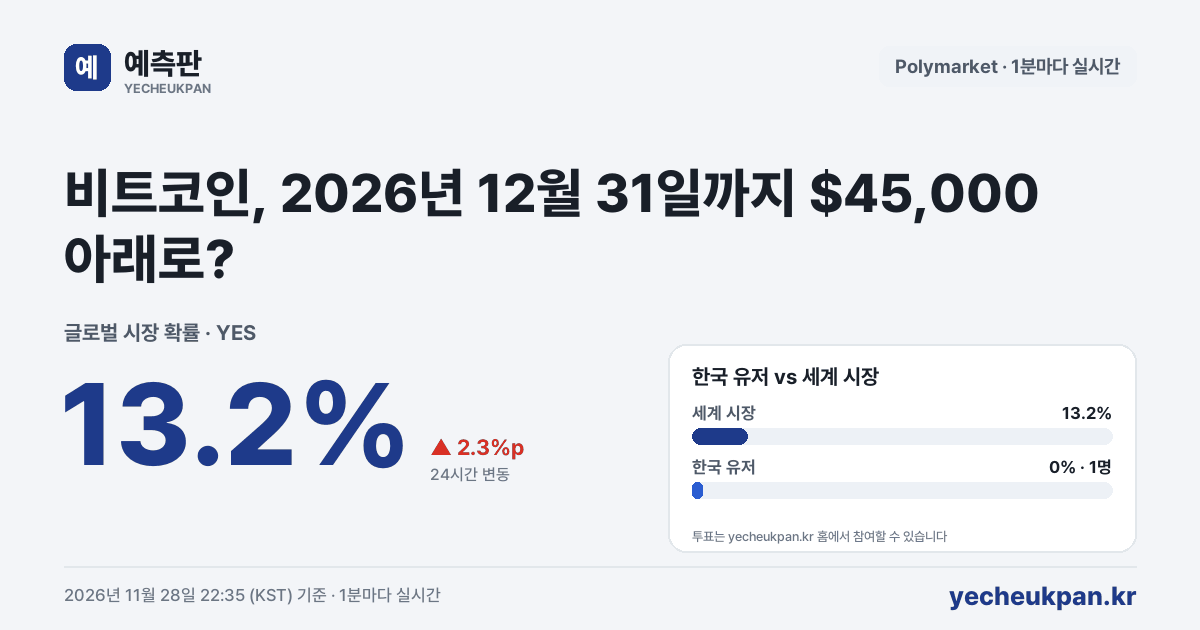 예
예측판
YECHEUKPAN
Polymarket · 1분마다 실시간
비트코인, 2026년 12월 31일까지 $45,000
아래로?
글로벌 시장 확률 · YES
13.2%
▲ 2.3%p
24시간 변동
한국 유저 vs 세계 시장
세계 시장 13.2%
한국 유저 0% · 1명
투표는 yecheukpan.kr 홈에서 참여할 수 있습니다
2026년 11월 28일 22:35 (KST) 기준 · 1분마다 실시간
yecheukpan.kr